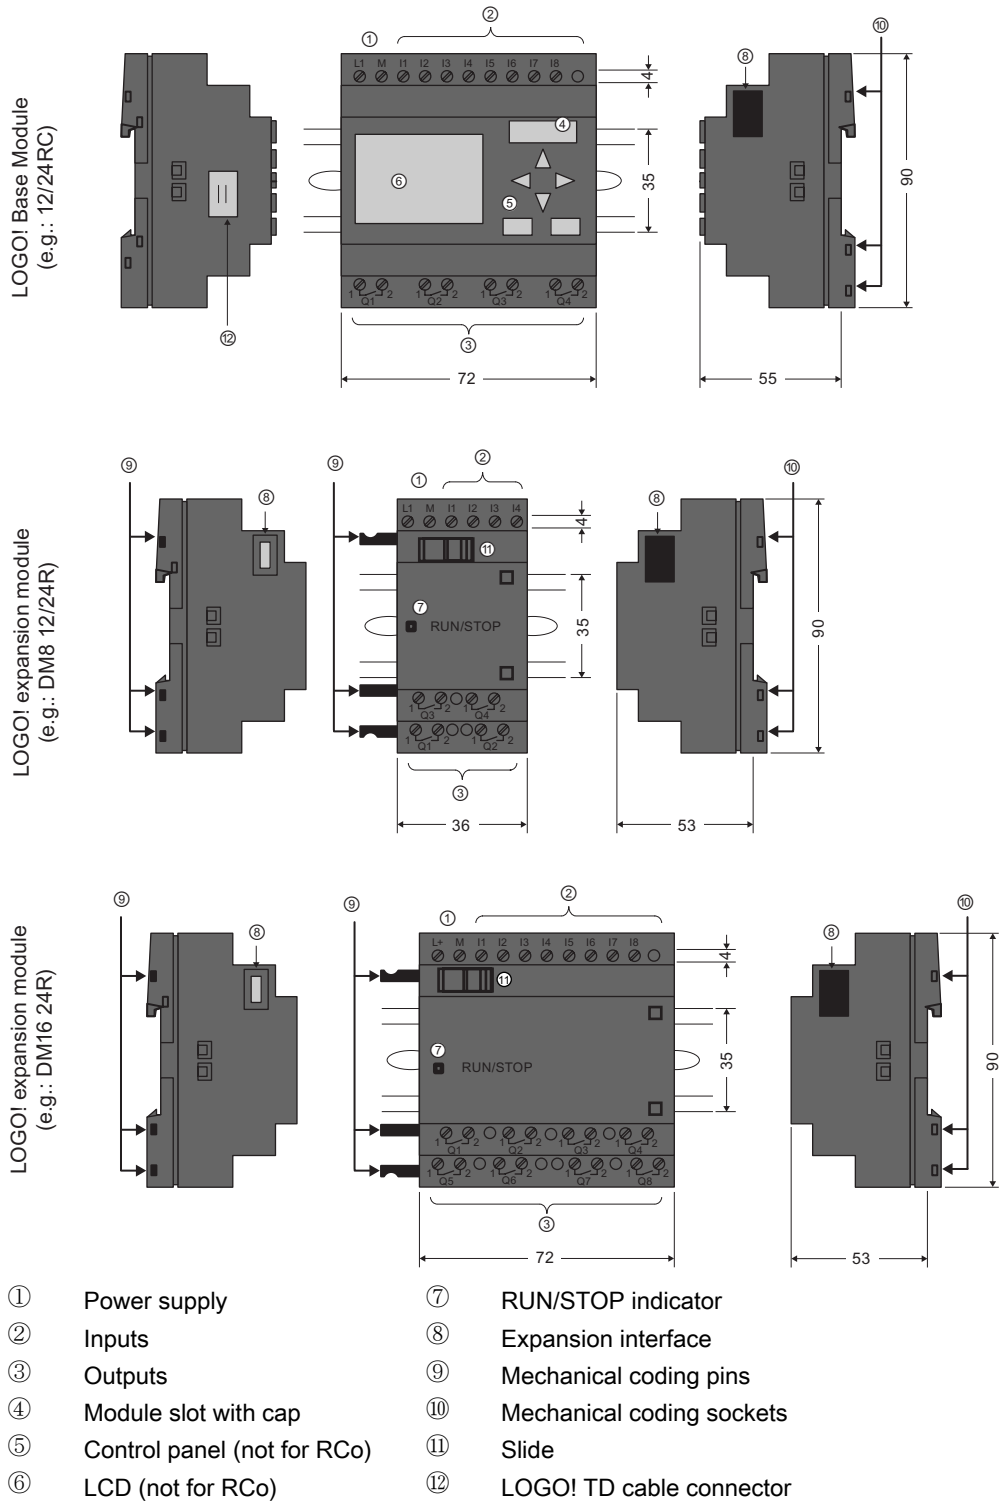 LOGO! Base Module
(e.g.: 12/24RC)
② ① ⑩ ⑧
L1 M I1 I2 I3 I4 I5 I6 I7 I8
4
④
⑥
⑤
35
90
1 2 1 2 1 2 1 2
Q1 Q2 Q3 Q4
⑫
③
72
55
LOGO! expansion module
(e.g.: DM8 12/24R)
⑨ ⑧ ⑨ ① ② ⑧ ⑩
L1 M I1 I2 I3 I4
4
⑪
⑦
RUN/STOP
35
90
1 2 1 2
Q3 Q4
1 2 1 2
Q1 Q2
③
36
53
LOGO! expansion module
(e.g.: DM16 24R)
⑨ ⑧ ⑨ ① ② ⑧ ⑩
L+ M I1 I2 I3 I4 I5 I6 I7 I8
4
⑪
⑦
RUN/STOP
35
90
1 2 1 2 1 2 1 2
Q1 Q2 Q3 Q4
1 2 1 2 1 2 1 2
Q5 Q6 Q7 Q8
③
72
53
① Power supply
② Inputs
③ Outputs
④ Module slot with cap
⑤ Control panel (not for RCo)
⑥ LCD (not for RCo)
⑦ RUN/STOP indicator
⑧ Expansion interface
⑨ Mechanical coding pins
⑩ Mechanical coding sockets
⑪ Slide
⑫ LOGO! TD cable connector